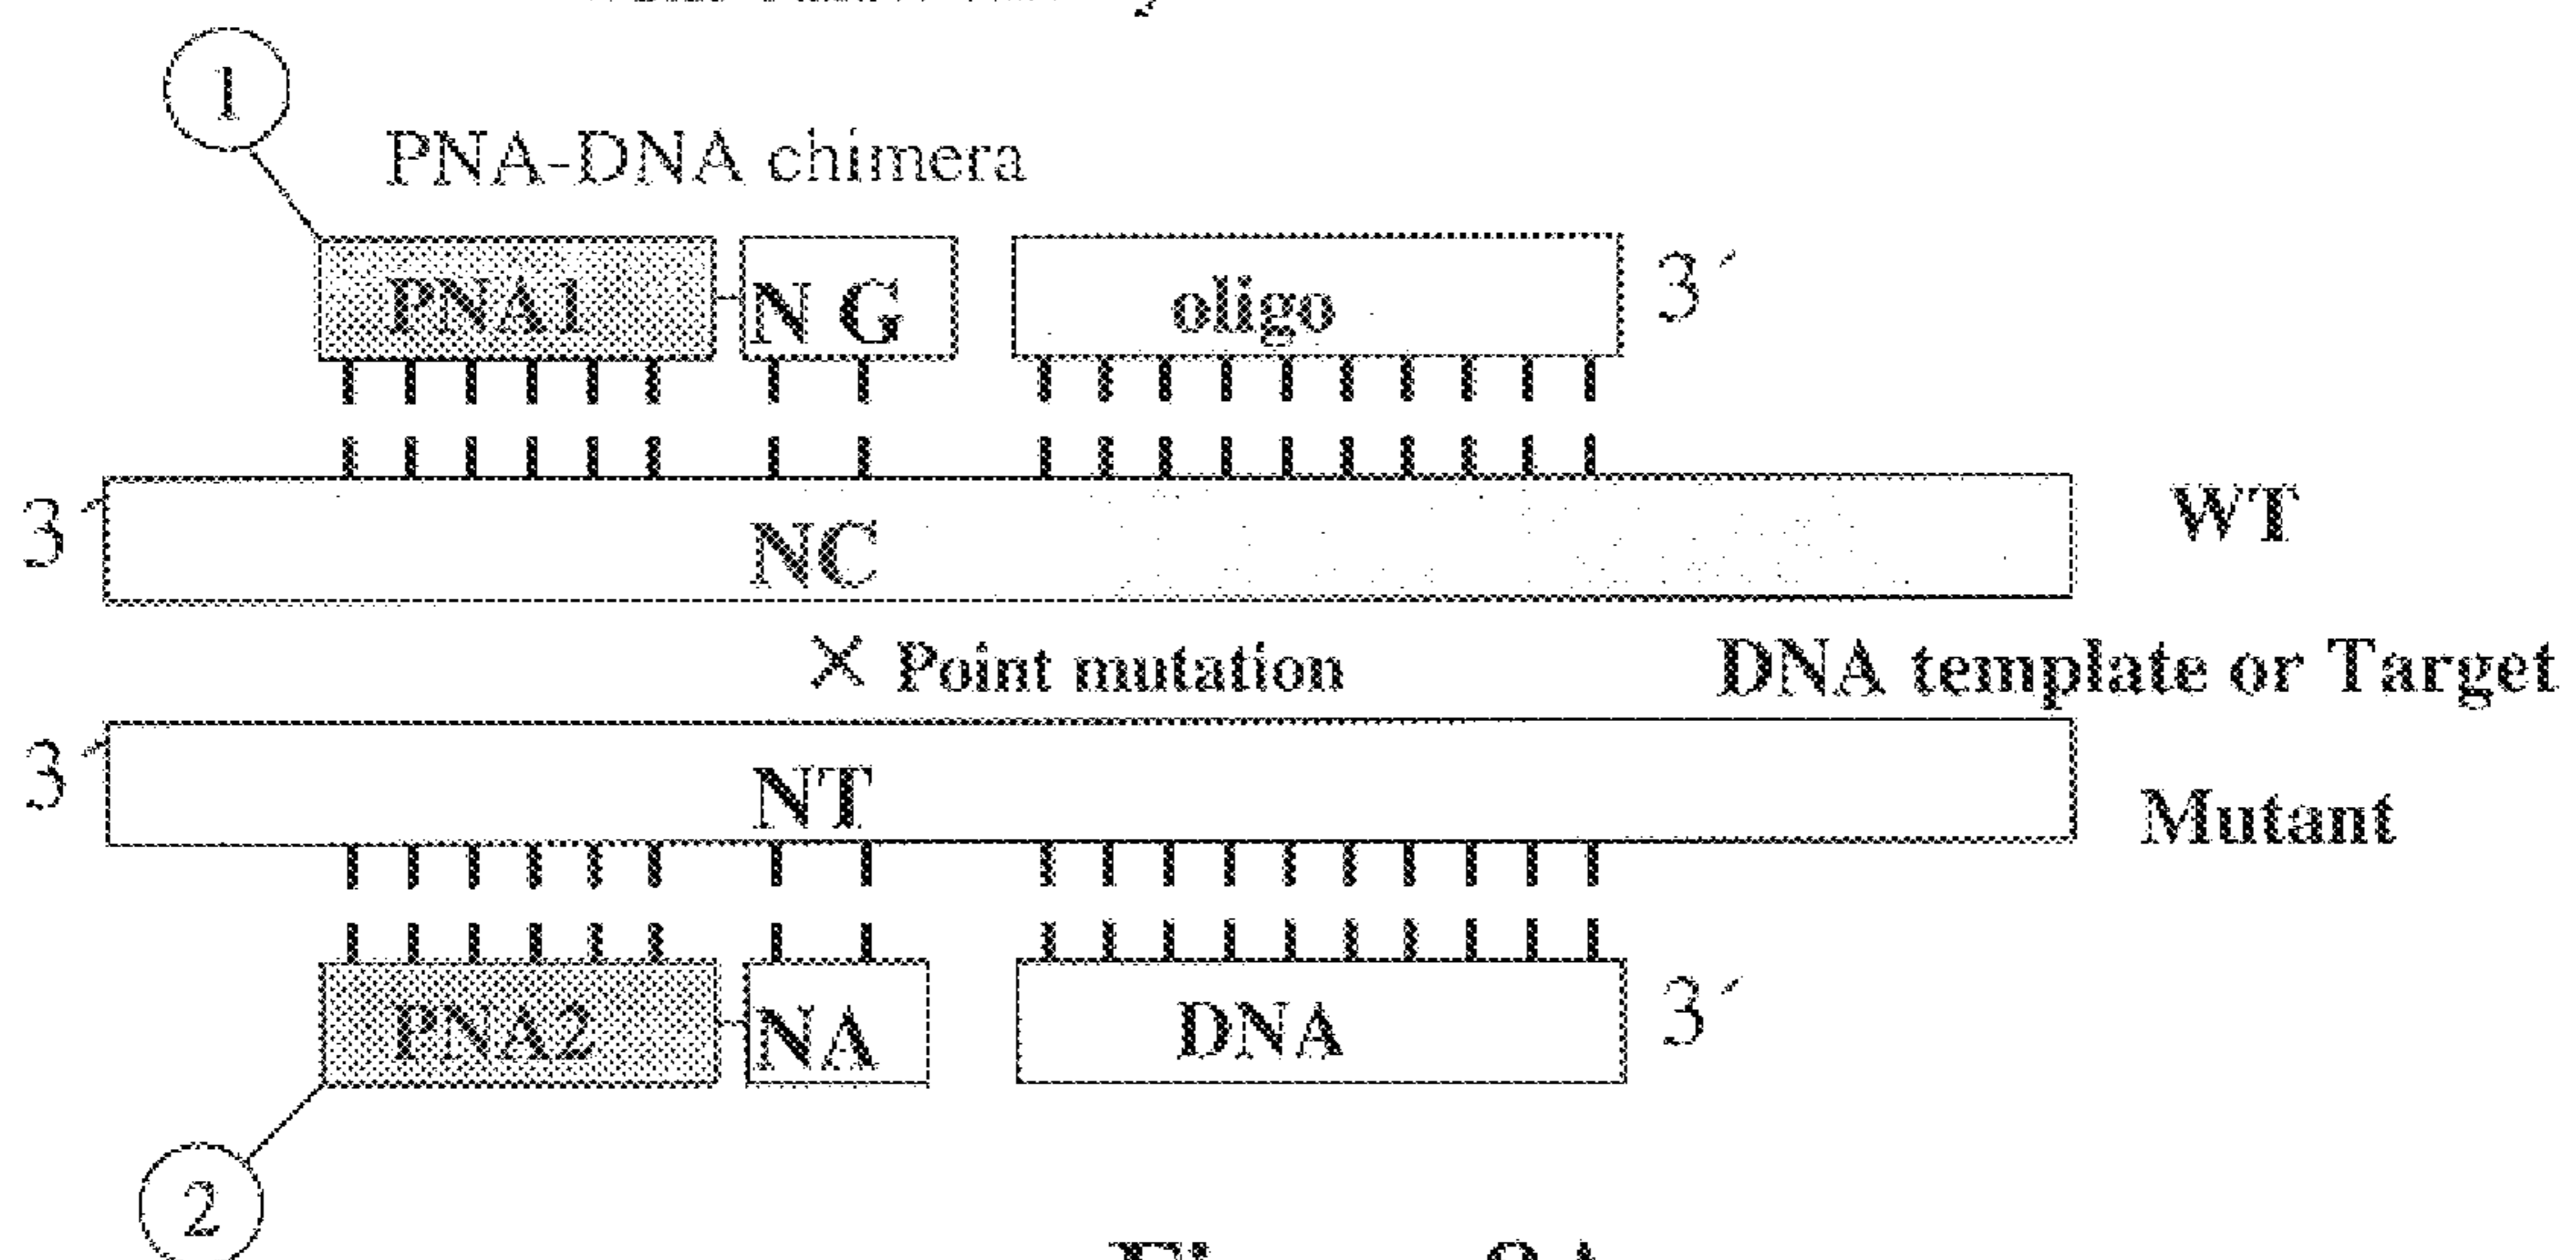 1
PNA-DNA chimera
PNA1 N G oligo 3´
3´ NC WT
× Point mutation DNA template or Target
3´ NT Mutant
PNA2 NA DNA 3´
2